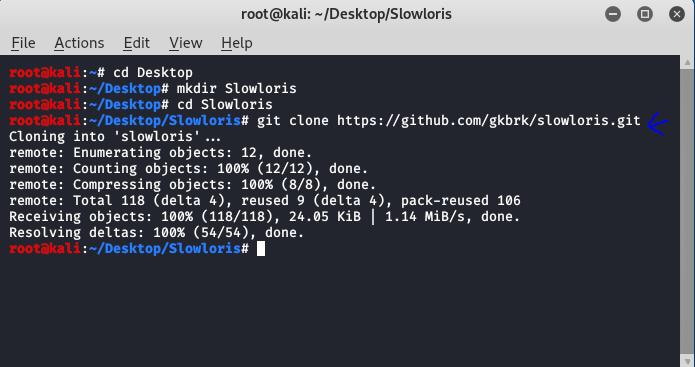 root@kali: ~/Desktop/Slowloris
File Actions Edit View Help
root@kali:~# cd Desktop
root@kali:~/Desktop# mkdir Slowloris
root@kali:~/Desktop# cd Slowloris
root@kali:~/Desktop/Slowloris# git clone https://github.com/gkbrk/slowloris.git
Cloning into 'slowloris'...
remote: Enumerating objects: 12, done.
remote: Counting objects: 100% (12/12), done.
remote: Compressing objects: 100% (8/8), done.
remote: Total 118 (delta 4), reused 9 (delta 4), pack-reused 106
Receiving objects: 100% (118/118), 24.05 KiB | 1.14 MiB/s, done.
Resolving deltas: 100% (54/54), done.
root@kali:~/Desktop/Slowloris#